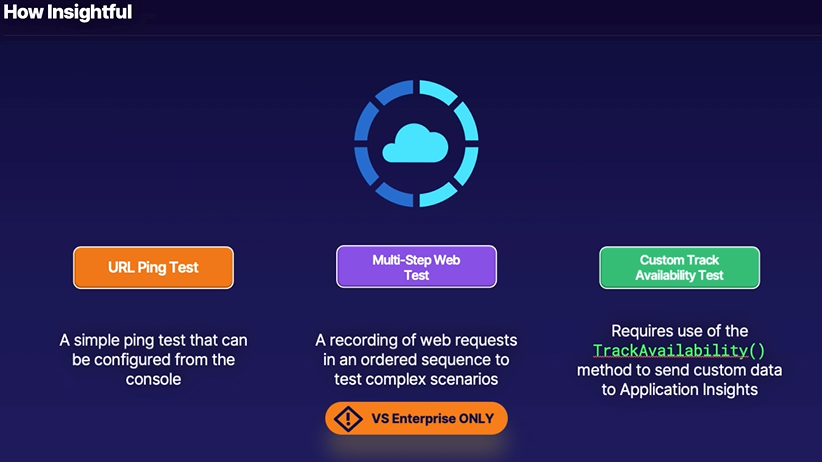 How Insightful
URL Ping Test
Multi-Step Web
Test
Custom Track
Availability Test
A simple ping test that can
be configured from the
console
A recording of web requests
in an ordered sequence to
test complex scenarios
VS Enterprise ONLY
Requires use of the
TrackAvailability()
method to send custom data
to Application Insights